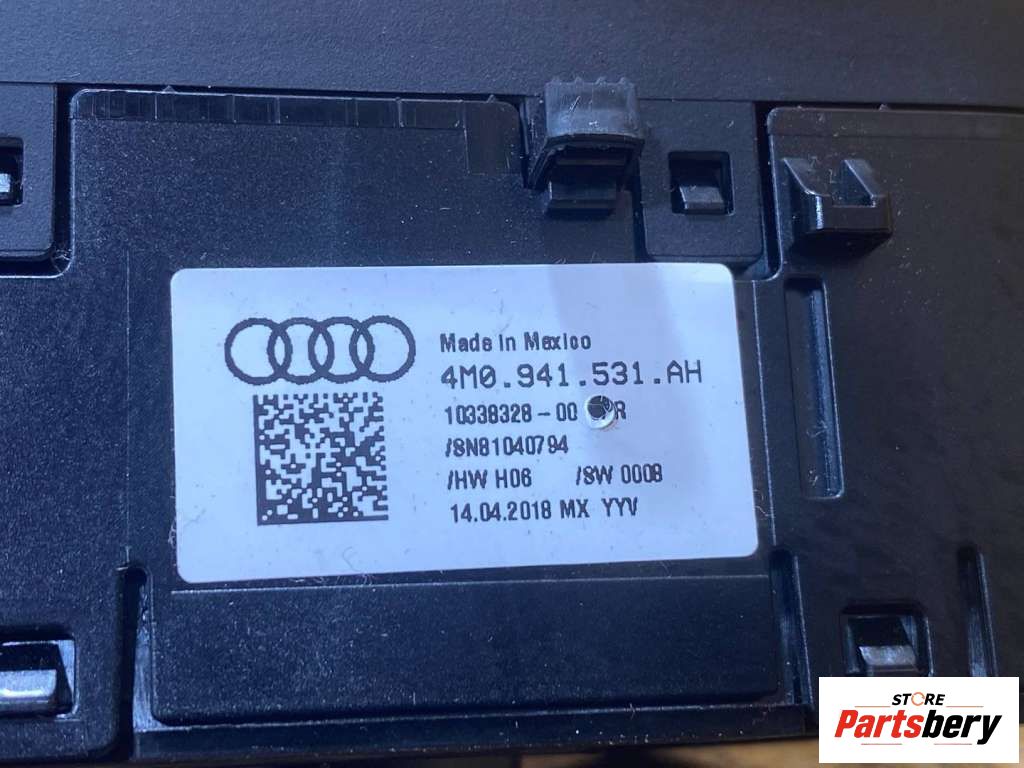 Made in Mexico
4M0.941.531.AH
10338328-00
/SN81040794
/HW H06 /SW 0008
14.04.2018 MX YYV
STORE
Partsbery